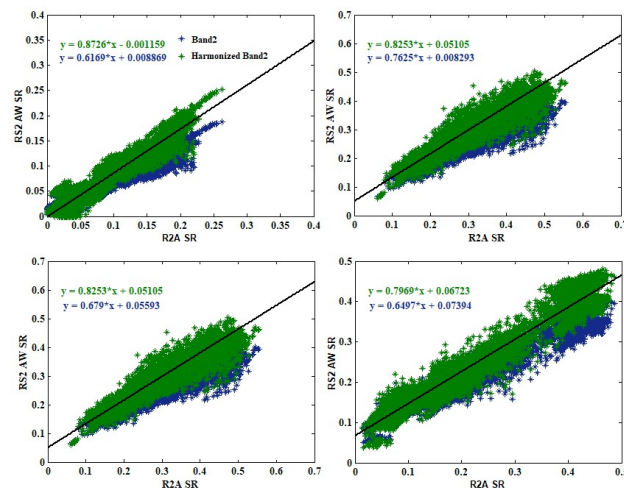 0.4
0.35
0.3
0.25
0.2
0.15
0.1
0.05
0
RS2 AW SR
y = 0.8726*x - 0.001159
y = 0.6169*x + 0.008869
Band2
Harmonized Band2
0 0.05 0.1 0.15 0.2 0.25 0.3 0.35 0.4
R2A SR
0.7
0.6
0.5
0.4
0.3
0.2
0.1
0
RS2 AW SR
y = 0.8253*x + 0.05105
y = 0.7625*x + 0.008293
0 0.1 0.2 0.3 0.4 0.5 0.6 0.7
R2A SR
0.7
0.6
0.5
0.4
0.3
0.2
0.1
0
RS2 AW SR
y = 0.8253*x + 0.05105
y = 0.679*x + 0.05593
0 0.1 0.2 0.3 0.4 0.5 0.6 0.7
R2A SR
0.5
0.4
0.3
0.2
0.1
0
RS2 AW SR
y = 0.7969*x + 0.06723
y = 0.6497*x + 0.07394
0 0.1 0.2 0.3 0.4 0.5
R2A SR